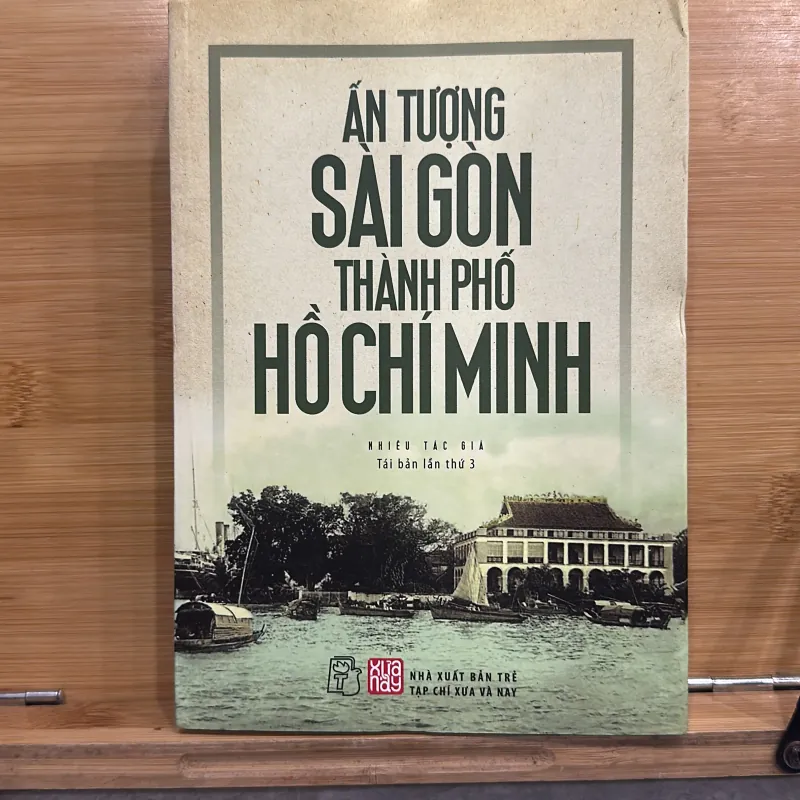 ẤN TƯỢNG
SÀI GÒN
THÀNH PHỐ
HỒ CHÍ MINH
NHIỀU TÁC GIẢ
Tái bản lần thứ 3
XƯA
NAY
NHÀ XUẤT BẢN TRẺ
TẠP CHÍ XƯA VÀ NAY